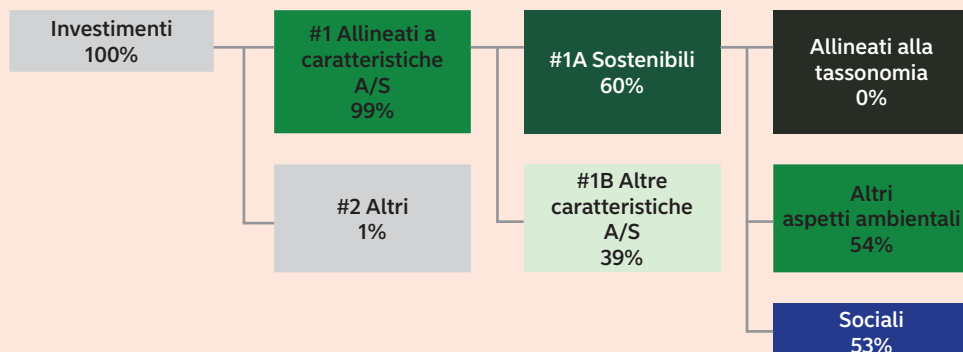 Investimenti
100%
#1 Allineati a
caratteristiche
A/S
99%
#2 Altri
1%
#1A Sostenibili
60%
#1B Altre
caratteristiche
A/S
39%
Allineati alla
tassonomia
0%
Altri
aspetti ambientali
54%
Sociali
53%